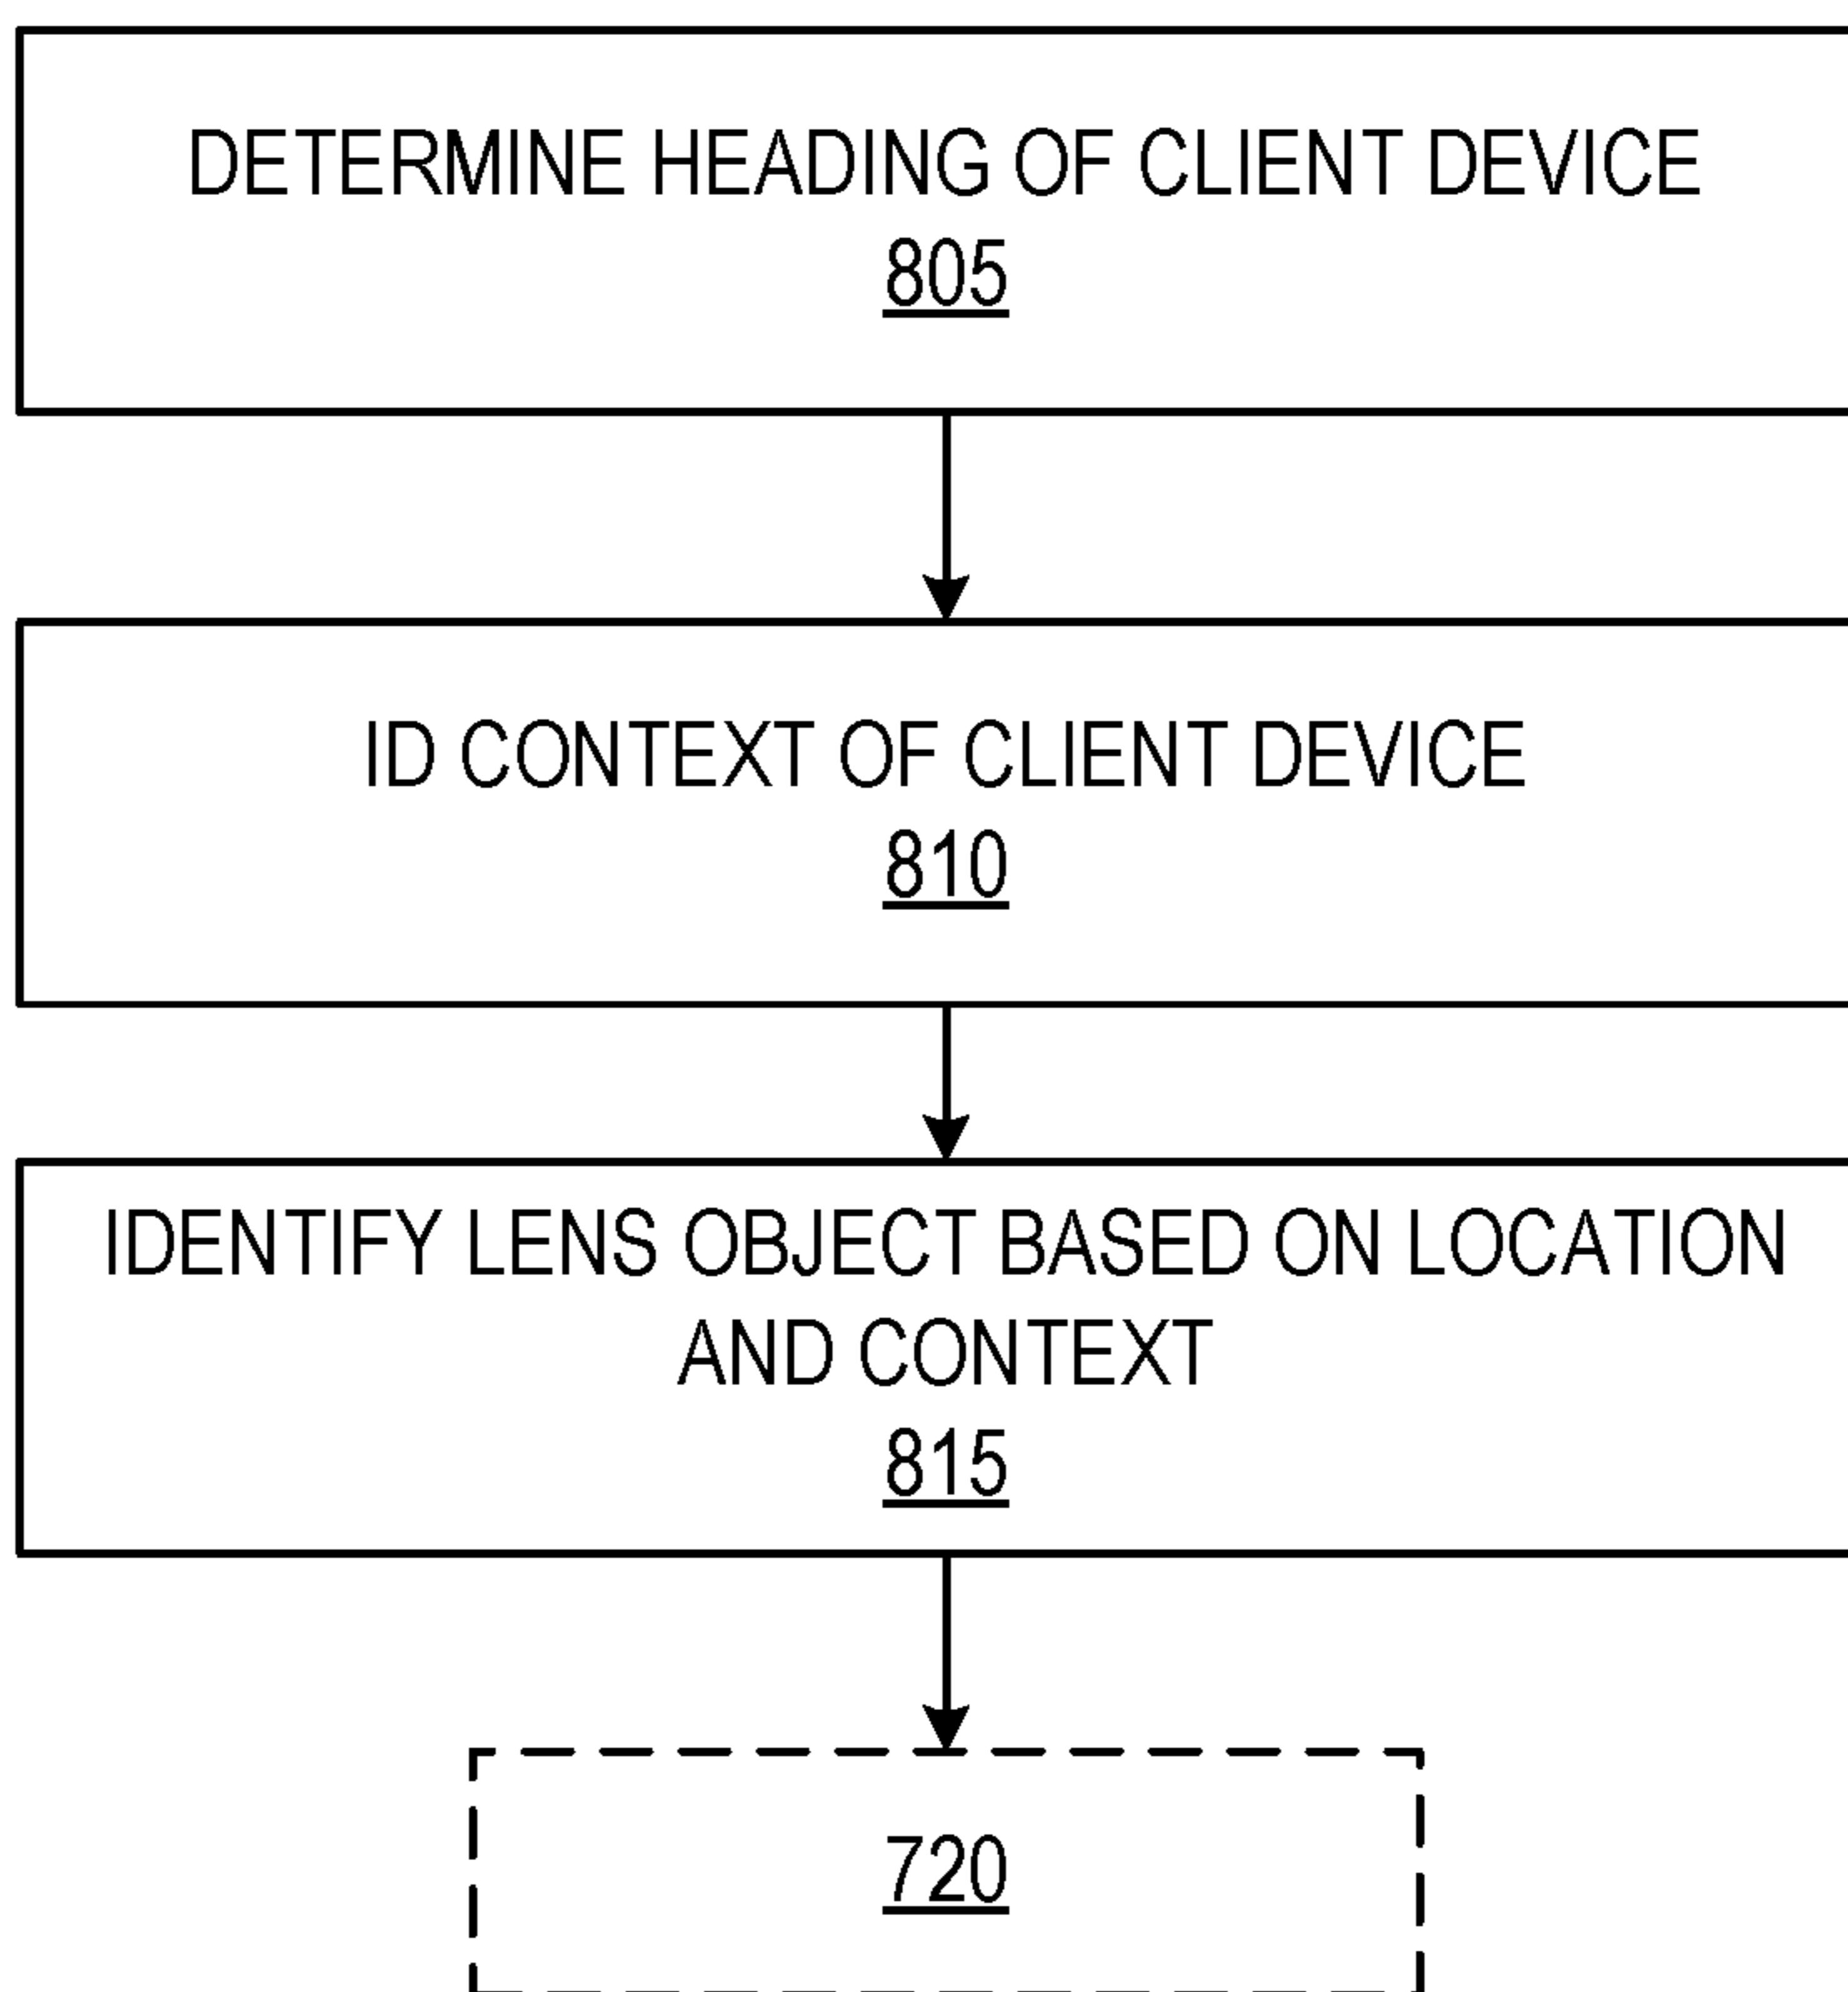 DETERMINE HEADING OF CLIENT DEVICE
805
ID CONTEXT OF CLIENT DEVICE
810
IDENTIFY LENS OBJECT BASED ON LOCATION
AND CONTEXT
815
720